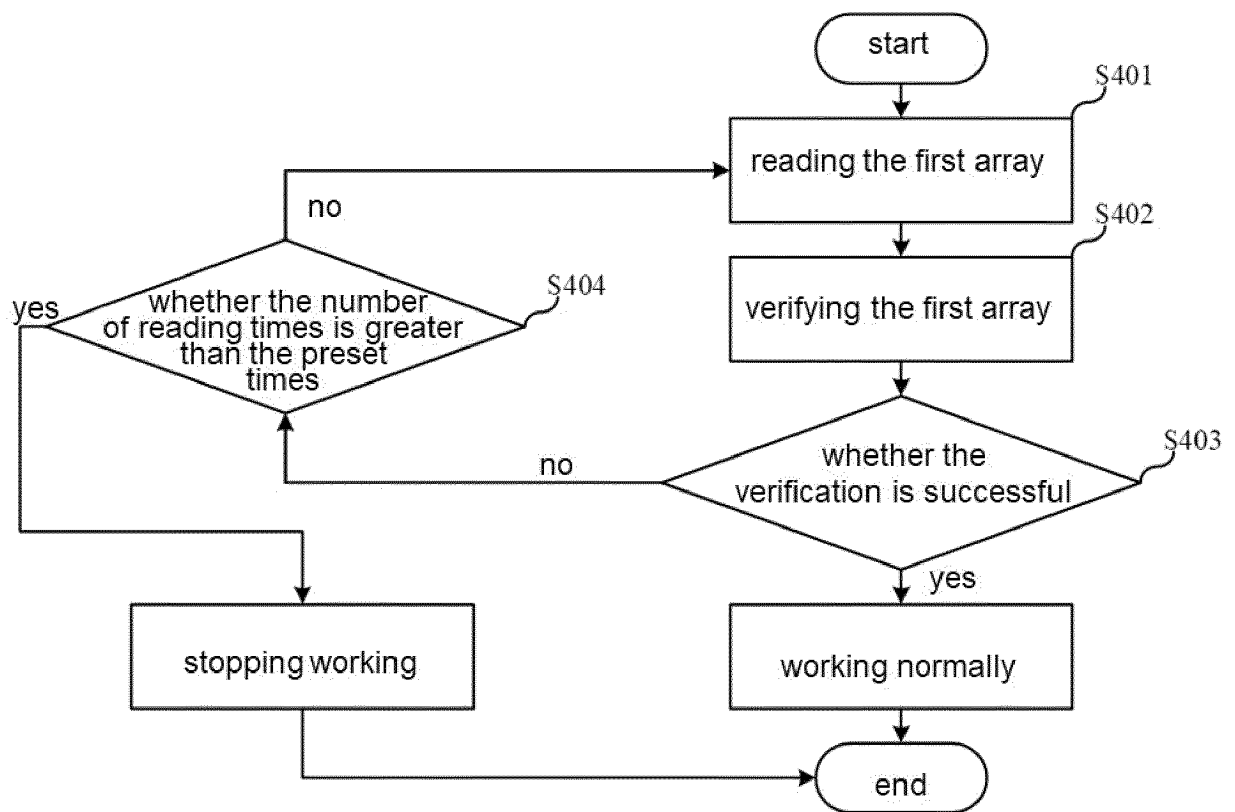 start
S401
reading the first array
no
S402
yes
whether the number
of reading times is greater
than the preset
times
S404
verifying the first array
no
whether the
verification is successful
S403
yes
stopping working
working normally
end